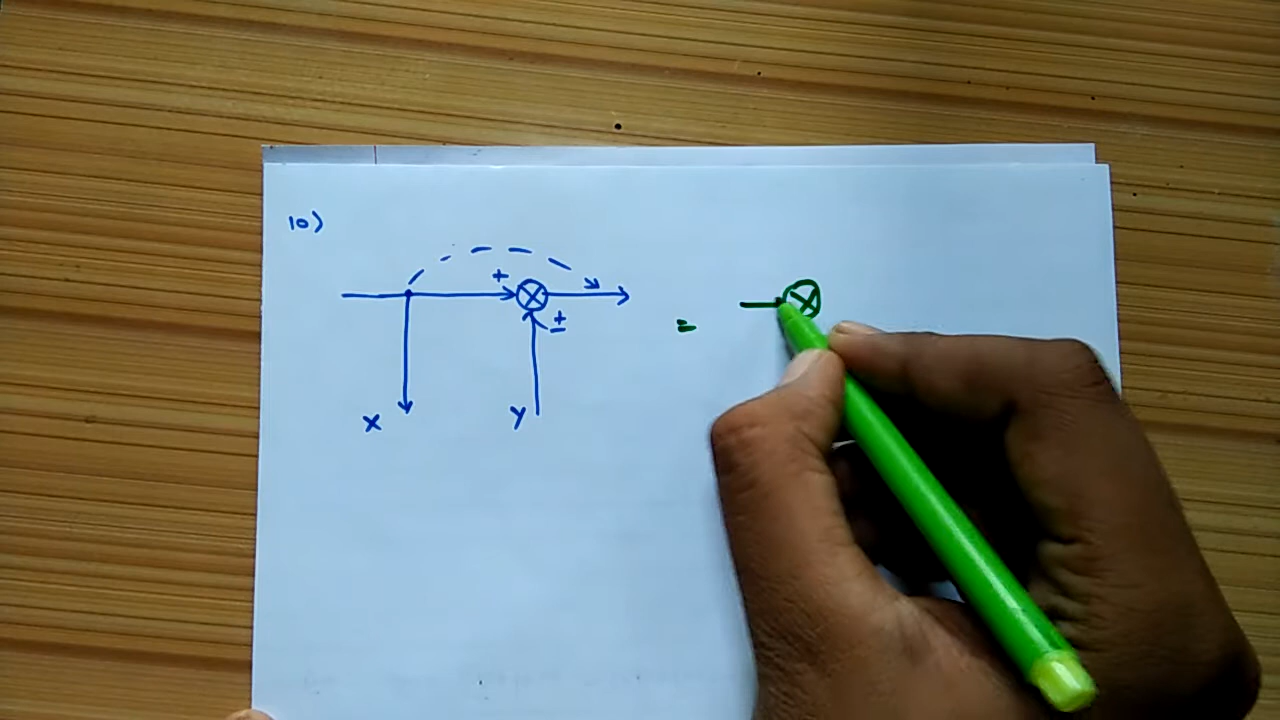 10)
+
±
=
x y